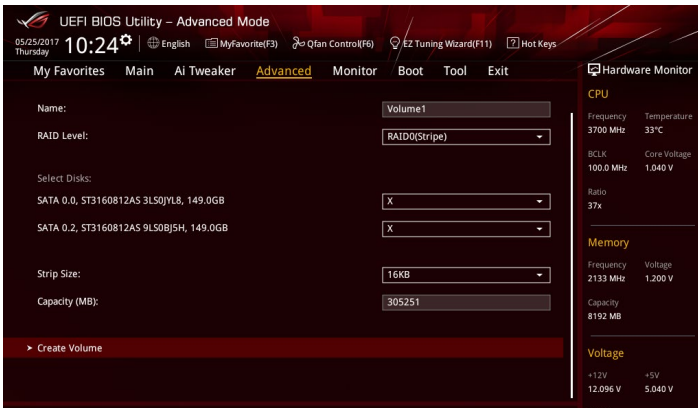 UEFI BIOS Utility – Advanced Mode
05/25/2017 Thursday 10:24 English MyFavorite(F3) Qfan Control(F6) EZ Tuning Wizard(F11) ? Hot Keys
My Favorites Main Ai Tweaker Advanced Monitor Boot Tool Exit
Hardware Monitor
Name: Volume1
RAID Level: RAID0(Stripe)
Select Disks:
SATA 0.0, ST3160812AS 3LS0JYL8, 149.0GB X
SATA 0.2, ST3160812AS 9LS0BJ5H, 149.0GB X
Strip Size: 16KB
Capacity (MB): 305251
> Create Volume
CPU
Frequency Temperature
3700 MHz 33°C
BCLK Core Voltage
100.0 MHz 1.040 V
Ratio
37x
Memory
Frequency Voltage
2133 MHz 1.200 V
Capacity
8192 MB
Voltage
+12V +5V
12.096 V 5.040 V